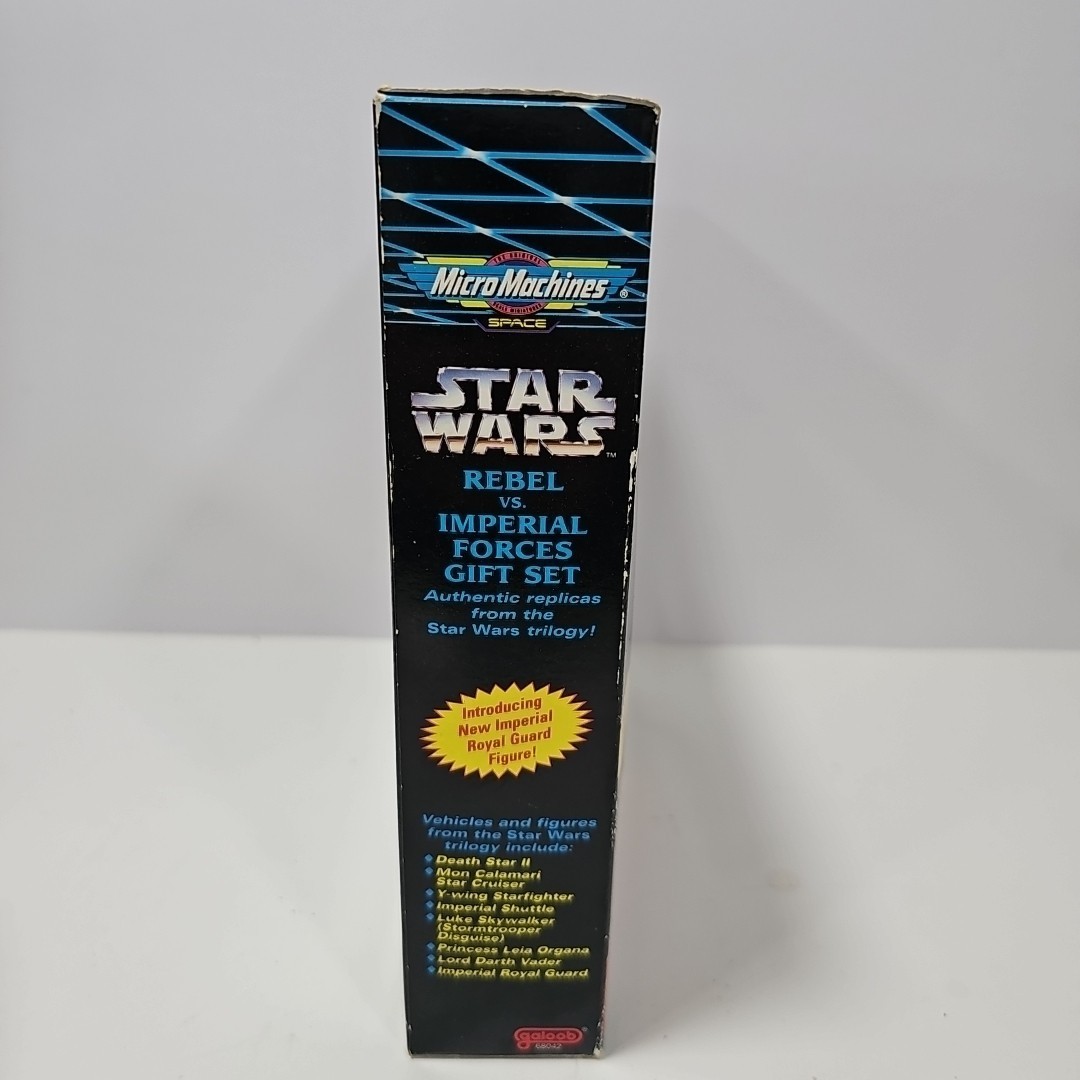 Micro Machines ®
SPACE
STAR
WARS ™
REBEL
VS.
IMPERIAL
FORCES
GIFT SET
Authentic replicas
from the
Star Wars trilogy!
Introducing
New Imperial
Royal Guard
Figure!
Vehicles and figures
from the Star Wars
trilogy include:
Death Star II
Mon Calamari
Star Cruiser
Y-wing Starfighter
Imperial Shuttle
Luke Skywalker
(Stormtrooper
Disguise)
Princess Leia Organa
Lord Darth Vader
Imperial Royal Guard
galoob ®
68042